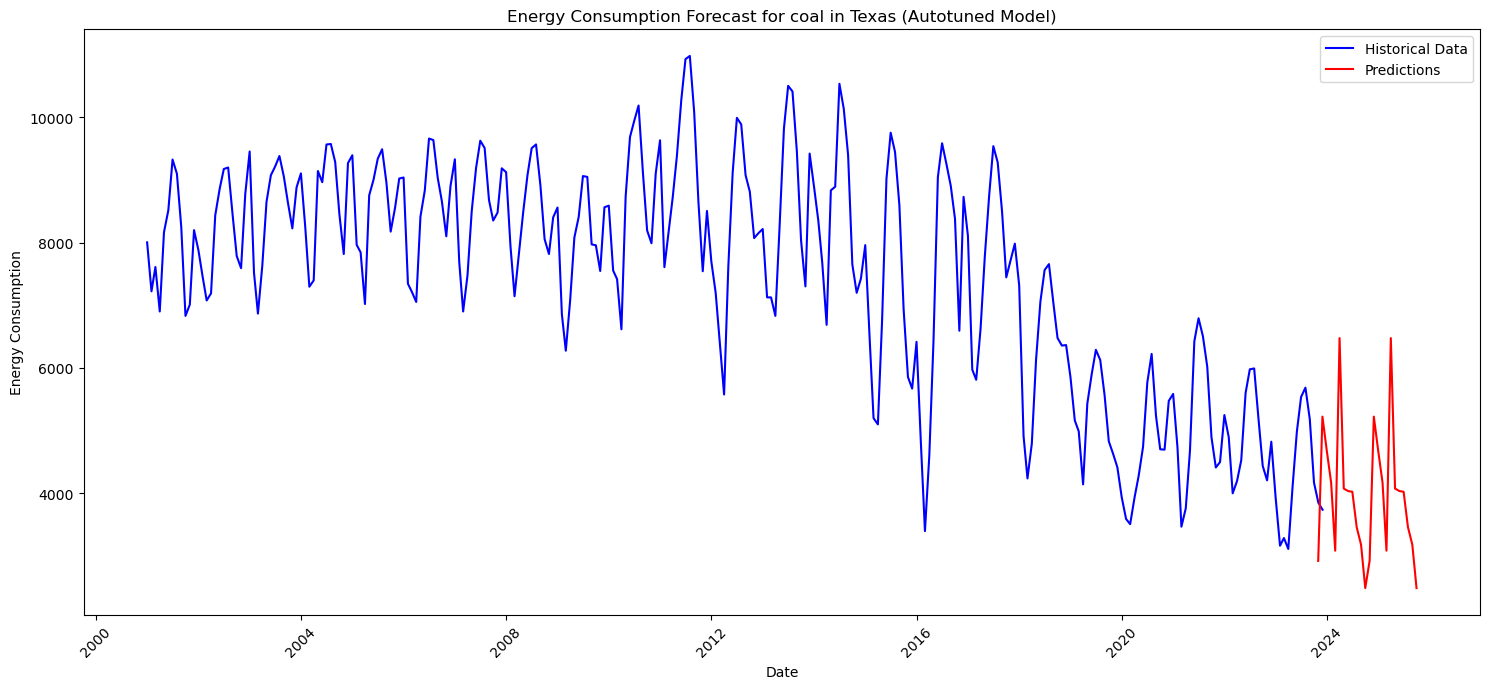 Energy Consumption Forecast for coal in Texas (Autotuned Model)
Historical Data
Predictions
Energy Consumption
10000
8000
6000
4000
2000
2004
2008
2012
2016
2020
2024
Date